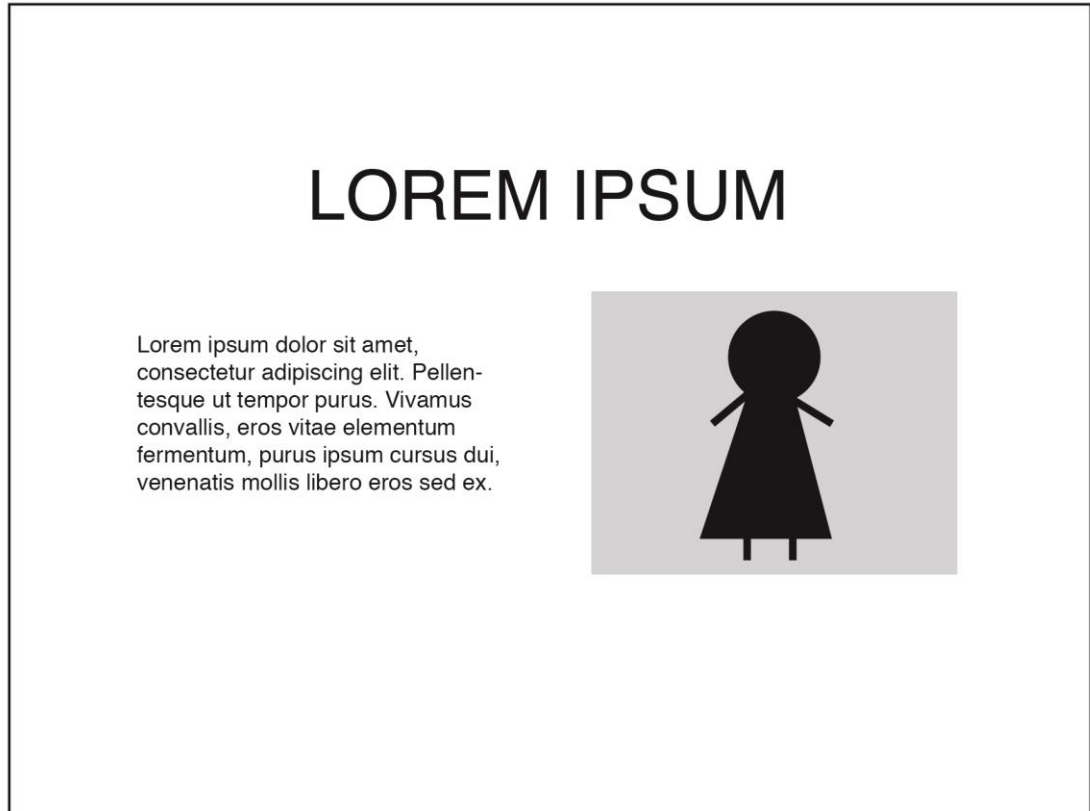 LOREM IPSUM
Lorem ipsum dolor sit amet,
consectetur adipiscing elit. Pellen-
tesque ut tempor purus. Vivamus
convallis, eros vitae elementum
fermentum, purus ipsum cursus dui,
venenatis mollis libero eros sed ex.